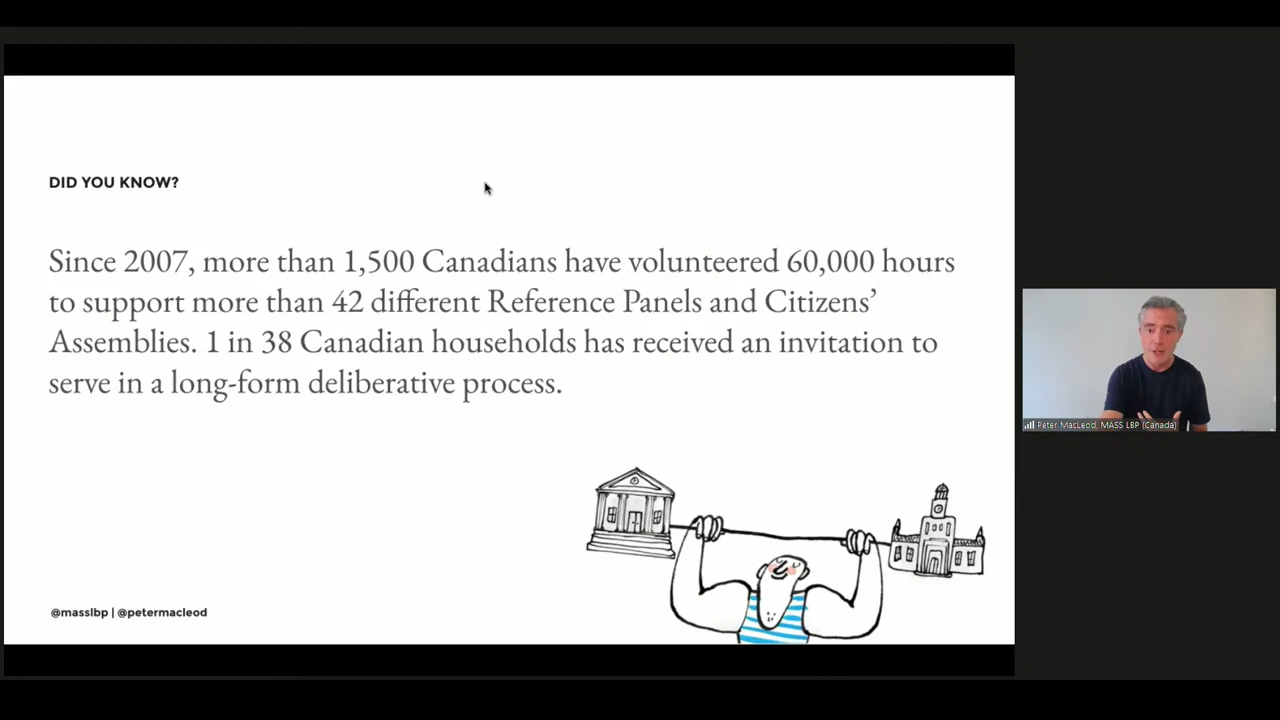 DID YOU KNOW?
Since 2007, more than 1,500 Canadians have volunteered 60,000 hours
to support more than 42 different Reference Panels and Citizens’
Assemblies. 1 in 38 Canadian households has received an invitation to
serve in a long-form deliberative process.
Peter MacLeod, MASS LBP (Canada)
@masslbp | @petermacleod